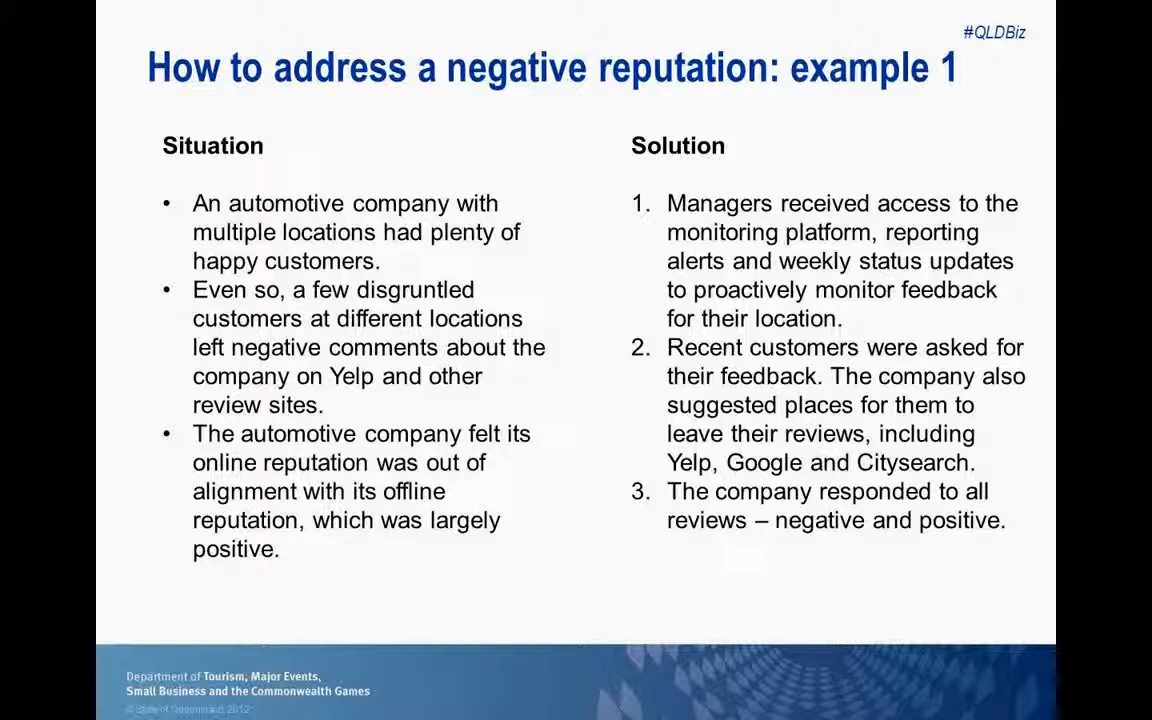 #QLDBiz
How to address a negative reputation: example 1
Situation
• An automotive company with
multiple locations had plenty of
happy customers.
• Even so, a few disgruntled
customers at different locations
left negative comments about the
company on Yelp and other
review sites.
• The automotive company felt its
online reputation was out of
alignment with its offline
reputation, which was largely
positive.
Solution
1. Managers received access to the
monitoring platform, reporting
alerts and weekly status updates
to proactively monitor feedback
for their location.
2. Recent customers were asked for
their feedback. The company also
suggested places for them to
leave their reviews, including
Yelp, Google and Citysearch.
3. The company responded to all
reviews – negative and positive.
Department of Tourism, Major Events,
Small Business and the Commonwealth Games
© State of Queensland 2012